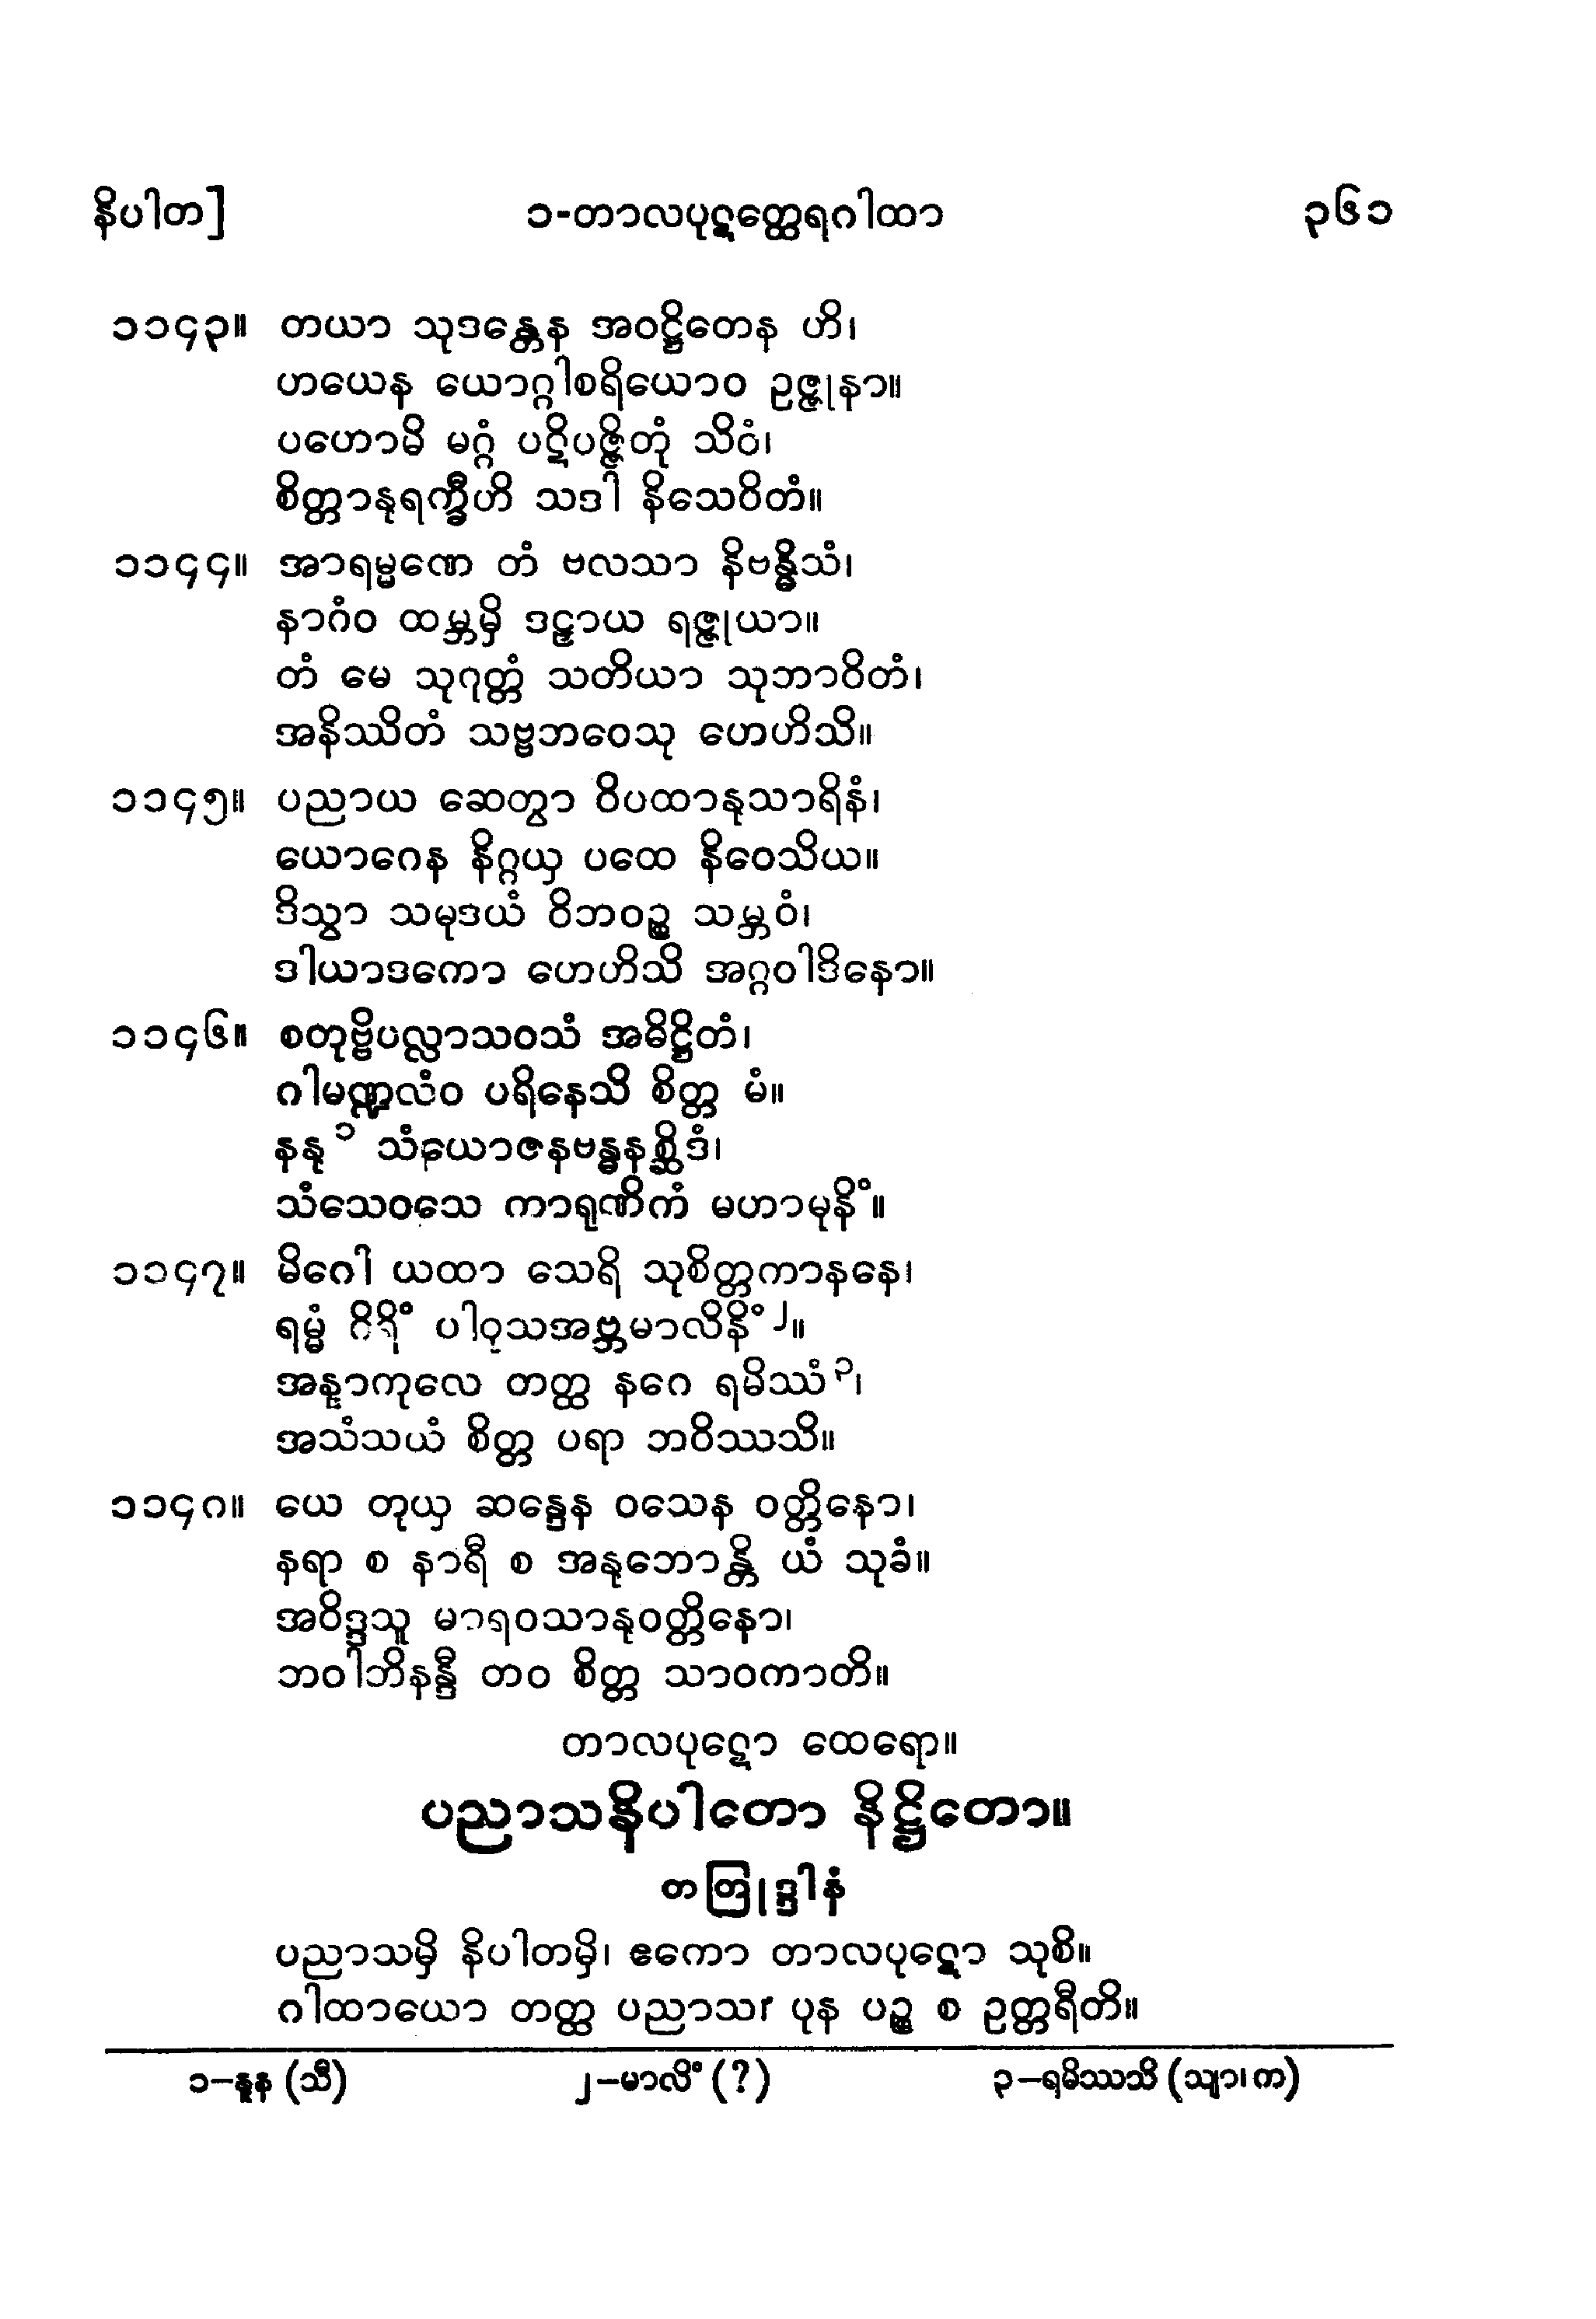 နိပါတ] ၁-တာလပုဋတ္ထေရဂါထာ ၃၆၁
၁၁၄၃။ တယာ သုဒန္တေန အဝဋ္ဌိတေန ဟိ၊
ဟယေန ယောဂ္ဂါစရိယောဝ ဥဇ္ဇုနာ။
ပဟောမိ မဂ္ဂံ ပဋိပဇ္ဇိတုံ သိဝံ၊
စိတ္တာနုရက္ခီဟိ သဒါ နိသေဝိတံ။
၁၁၄၄။ အာရမ္မဏေ တံ ဗလသာ နိဗန္ဓိသံ၊
နာဂံဝ ထမ္ဘမှိ ဒဠှာယ ရဇ္ဇုယာ။
တံ မေ သုဂုတ္တံ သတိယာ သုဘာဝိတံ၊
အနိဿိတံ သဗ္ဗဘဝေသု ဟေဟိသိ။
၁၁၄၅။ ပညာယ ဆေတွာ ဝိပထာနုသာရိနံ၊
ယောဂေန နိဂ္ဂယှ ပထေ နိဝေသိယ။
ဒိသွာ သမုဒယံ ဝိဘဝဉ္စ သမ္ဘဝံ၊
ဒါယာဒကော ဟေဟိသိ အဂ္ဂဝါဒိနော။
၁၁၄၆။ စတုဗ္ဗိပလ္လာသဝသံ အဓိဋ္ဌိတံ၊
ဂါမဏ္ဍလံဝ ပရိနေသိ စိတ္တ မံ။
နနု ၁ သံယောဇနဗန္ဓနစ္ဆိဒံ၊
သံသေဝသေ ကာရုဏိကံ မဟာမုနိံ။
၁၁၄၇။ မိဂေါ ယထာ သေရိ သုစိတ္တကာနနေ၊
ရမ္မံ ဂိရိံ ပါဝုသအဗ္ဘမာလိနိံ ၂။
အနာကုလေ တတ္ထ နဂေ ရမိဿံ ၃၊
အသံသယံ စိတ္တ ပရာ ဘဝိဿသိ။
၁၁၄၈။ ယေ တုယှ ဆန္ဒေန ဝသေန ဝတ္တိနော၊
နရာ စ နာရီ စ အနုဘောန္တိ ယံ သုခံ။
အဝိဒ္ဒသူ မာရဝသာနုဝတ္တိနော၊
ဘဝါဘိနန္ဒီ တဝ စိတ္တ သာဝကာတိ။
တာလပုဋော ထေရော။
ပညာသနိပါတော နိဋ္ဌိတော။
တတြုဒ္ဒါနံ
ပညာသမှိ နိပါတမှိ၊ ဧကော တာလပုဋော သုစိ။
ဂါထာယော တတ္ထ ပညာသ၊ ပုန ပဉ္စ စ ဥတ္တရီတိ။
၁–နူန (သီ) ၂–မာလိံ (?) ၃–ရမိဿသိ (သျာ၊ က)